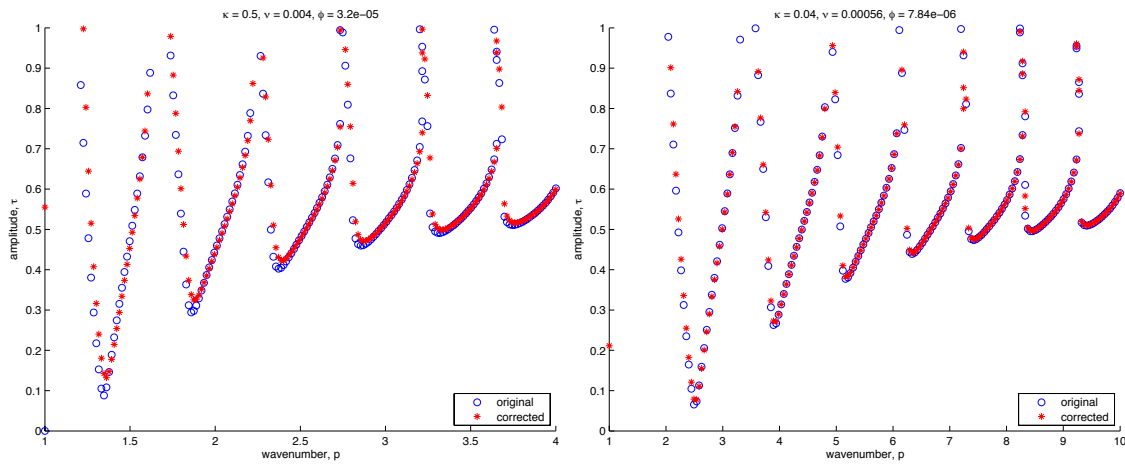 κ = 0.5, ν = 0.004, ϕ = 3.2e−05
amplitude, τ
1
0.9
0.8
0.7
0.6
0.5
0.4
0.3
0.2
0.1
0
1 1.5 2 2.5 3 3.5 4
wavenumber, p
original
corrected
κ = 0.04, ν = 0.00056, ϕ = 7.84e−06
amplitude, τ
1
0.9
0.8
0.7
0.6
0.5
0.4
0.3
0.2
0.1
0
1 2 3 4 5 6 7 8 9 10
wavenumber, p
original
corrected